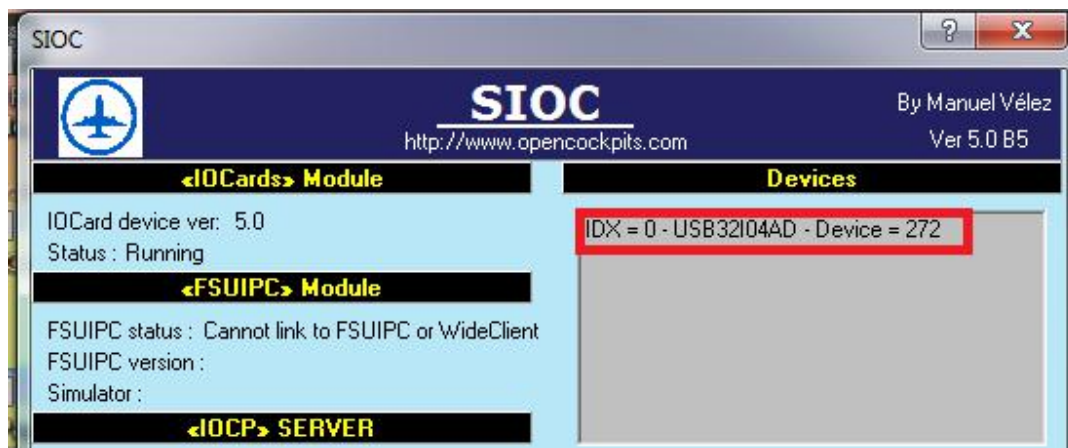 SIOC
SIOC
http://www.opencockpits.com
By Manuel Vélez
Ver 5.0 B5
«IOCards» Module
IOCard device ver: 5.0
Status : Running
«FSUIPC» Module
FSUIPC status : Cannot link to FSUIPC or WideClient
FSUIPC version :
Simulator :
«IOCP» SERVER
Devices
IDX = 0 - USB32I04AD - Device = 272